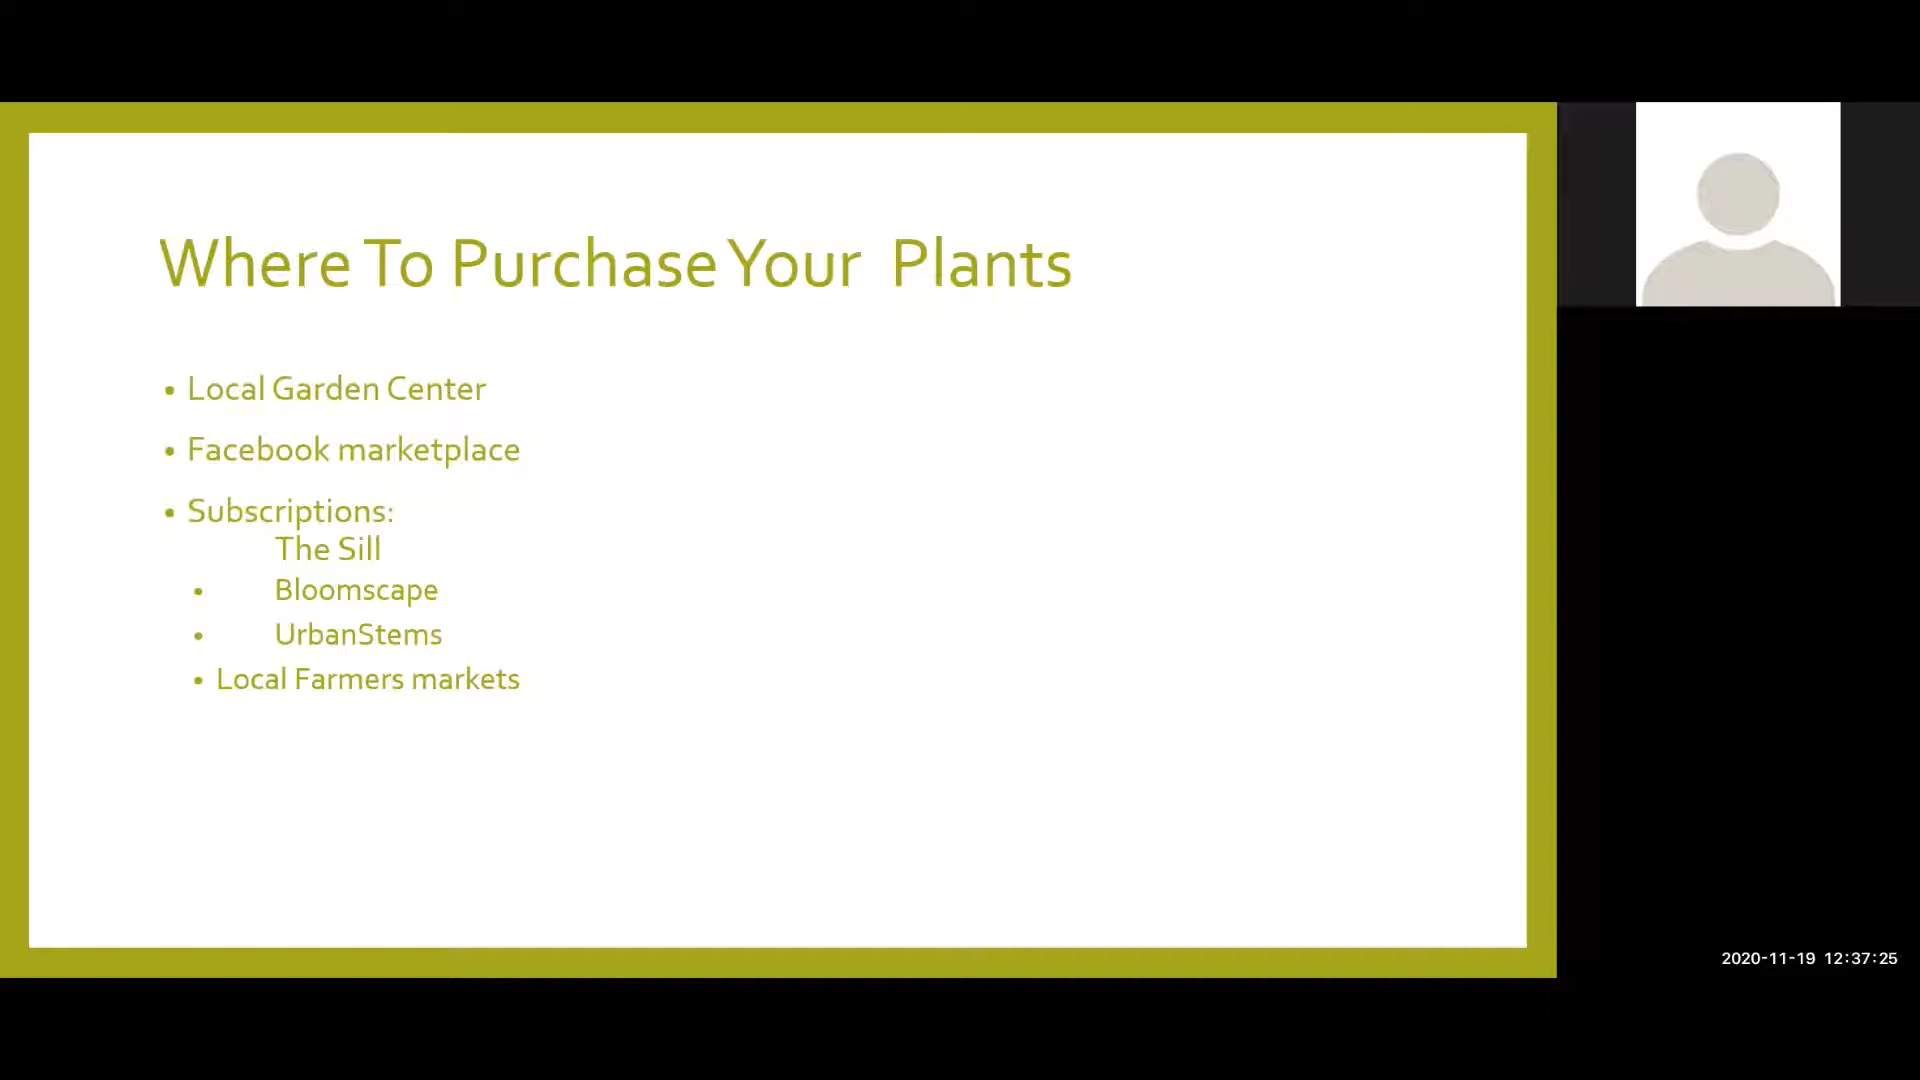 Where To Purchase Your Plants
• Local Garden Center
• Facebook marketplace
• Subscriptions:
The Sill
• Bloomscape
• UrbanStems
• Local Farmers markets
2020-11-19 12:37:25